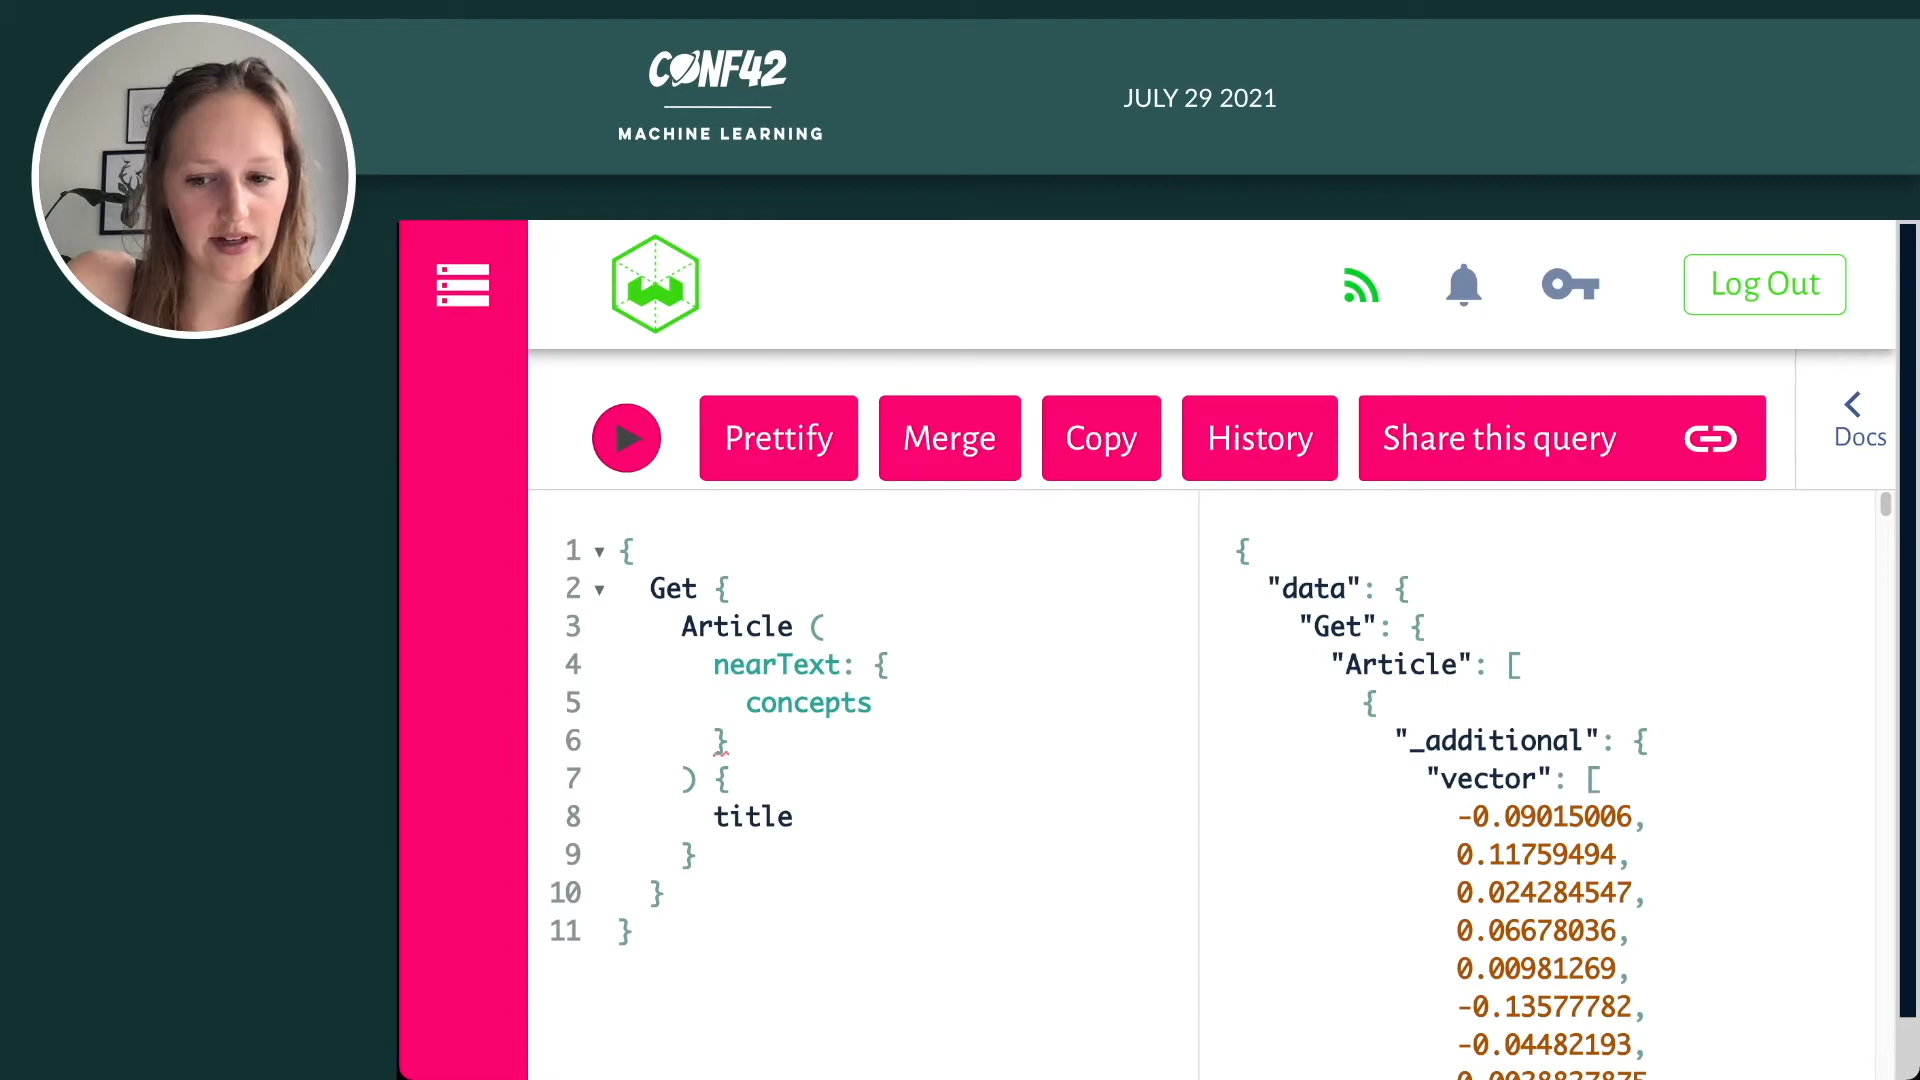 CONF42
MACHINE LEARNING
JULY 29 2021
Log Out
Prettify
Merge
Copy
History
Share this query
Docs
1 {
2 Get {
3 Article (
4 nearText: {
5 concepts
6 }
7 ) {
8 title
9 }
10 }
11 }
{
"data": {
"Get": {
"Article": [
{
"_additional": {
"vector": [
-0.09015006,
0.11759494,
0.024284547,
0.06678036,
0.00981269,
-0.13577782,
-0.04482193,